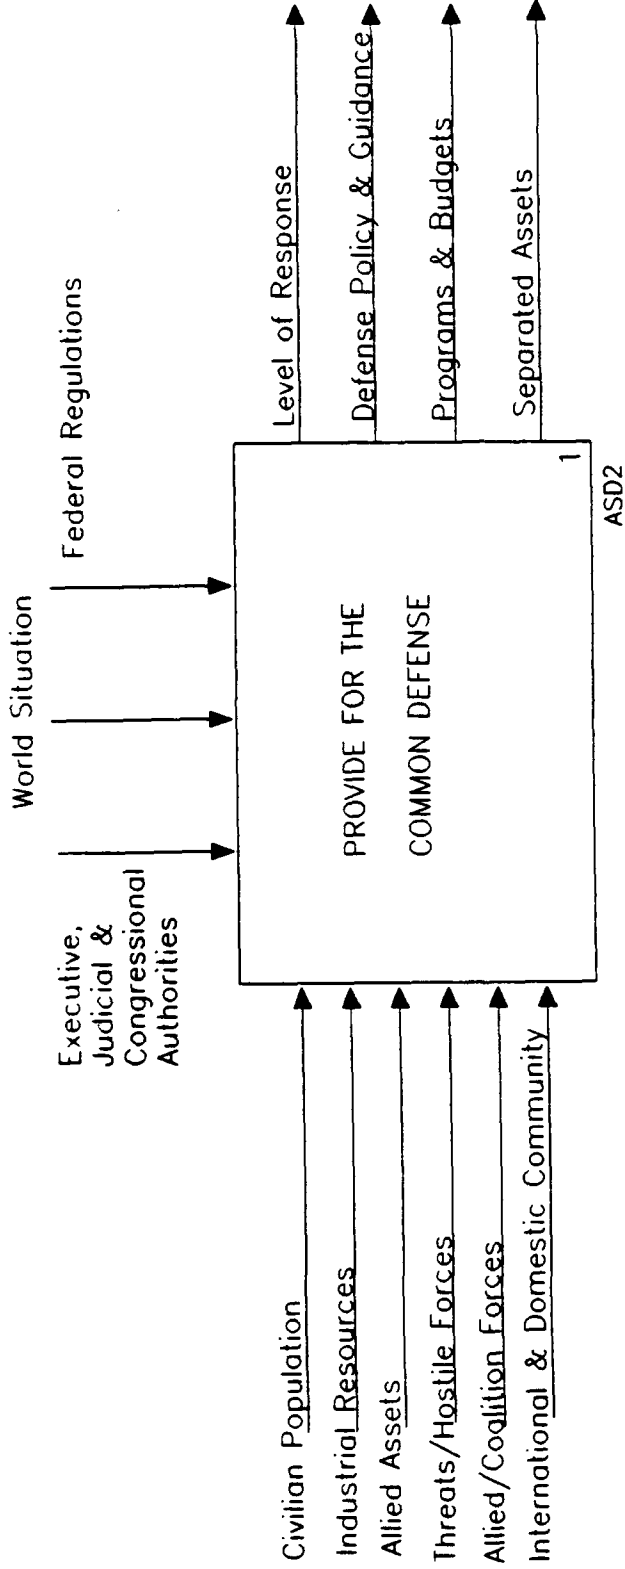 World Situation
Executive,
Judicial &
Congressional
Authorities
Federal Regulations
Civilian Population
Industrial Resources
Allied Assets
Threats/Hostile Forces
Allied/Coalition Forces
International & Domestic Community
PROVIDE FOR THE
COMMON DEFENSE
1
ASD2
Level of Response
Defense Policy & Guidance
Programs & Budgets
Separated Assets